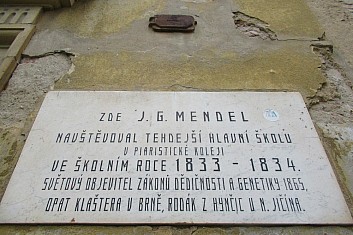 ZDE J. G. MENDEL
NAVŠTĚVOVAL TEHDEJŠÍ HLAVNÍ ŠKOLU
V PIARISTICKÉ KOLEJI
VE ŠKOLNÍM ROCE 1833 - 1834.
SVĚTOVÝ OBJEVITEL ZÁKONŮ DĚDIČNOSTI A GENETIKY 1865,
OPAT KLÁŠTERA V BRNĚ, RODÁK Z HYNČIC U N. JIČÍNA.